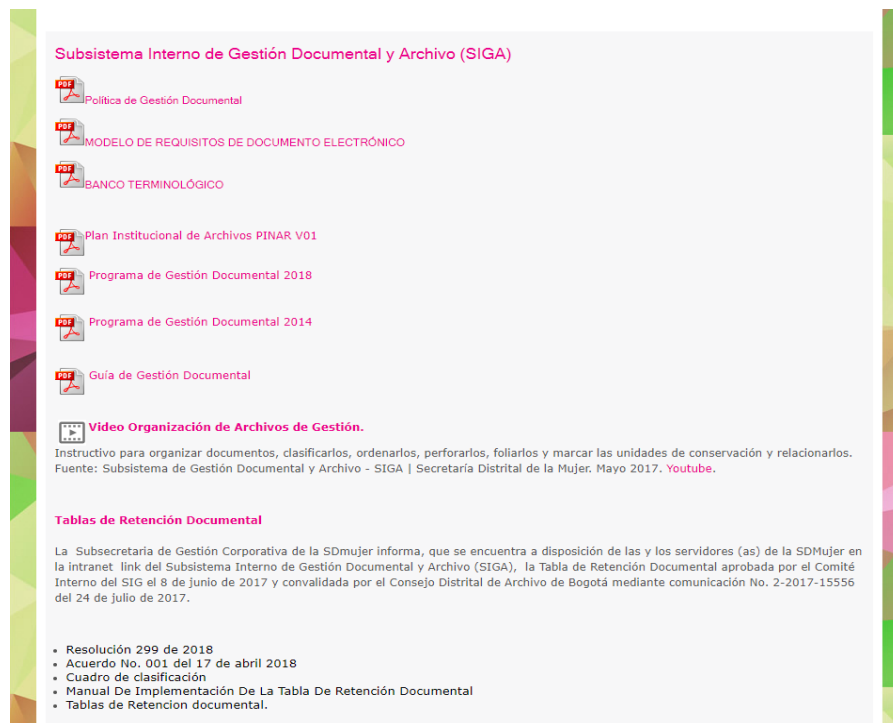 Subsistema Interno de Gestión Documental y Archivo (SIGA)
PDF Política de Gestión Documental
PDF MODELO DE REQUISITOS DE DOCUMENTO ELECTRÓNICO
PDF BANCO TERMINOLÓGICO
PDF Plan Institucional de Archivos PINAR V01
PDF Programa de Gestión Documental 2018
PDF Programa de Gestión Documental 2014
PDF Guía de Gestión Documental
Video Organización de Archivos de Gestión.
Instructivo para organizar documentos, clasificarlos, ordenarlos, perforarlos, foliarlos y marcar las unidades de conservación y relacionarlos.
Fuente: Subsistema de Gestión Documental y Archivo - SIGA | Secretaría Distrital de la Mujer. Mayo 2017. Youtube.
Tablas de Retención Documental
La Subsecretaria de Gestión Corporativa de la SDmujer informa, que se encuentra a disposición de las y los servidores (as) de la SDMujer en
la intranet link del Subsistema Interno de Gestión Documental y Archivo (SIGA), la Tabla de Retención Documental aprobada por el Comité
Interno del SIG el 8 de junio de 2017 y convalidada por el Consejo Distrital de Archivo de Bogotá mediante comunicación No. 2-2017-15556
del 24 de julio de 2017.
• Resolución 299 de 2018
• Acuerdo No. 001 del 17 de abril 2018
• Cuadro de clasificación
• Manual De Implementación De La Tabla De Retención Documental
• Tablas de Retencion documental.